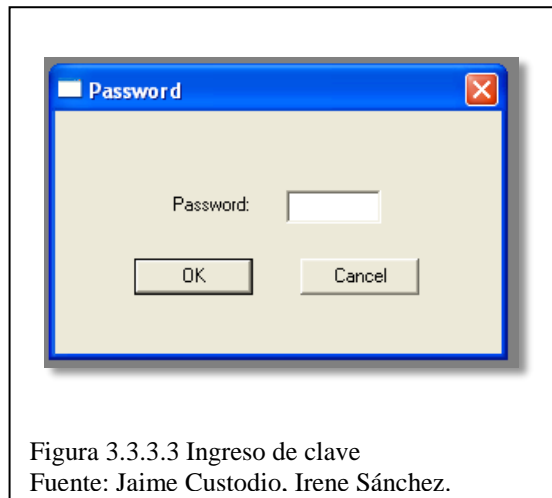 Password
Password:
OK Cancel
Figura 3.3.3.3 Ingreso de clave
Fuente: Jaime Custodio, Irene Sánchez.